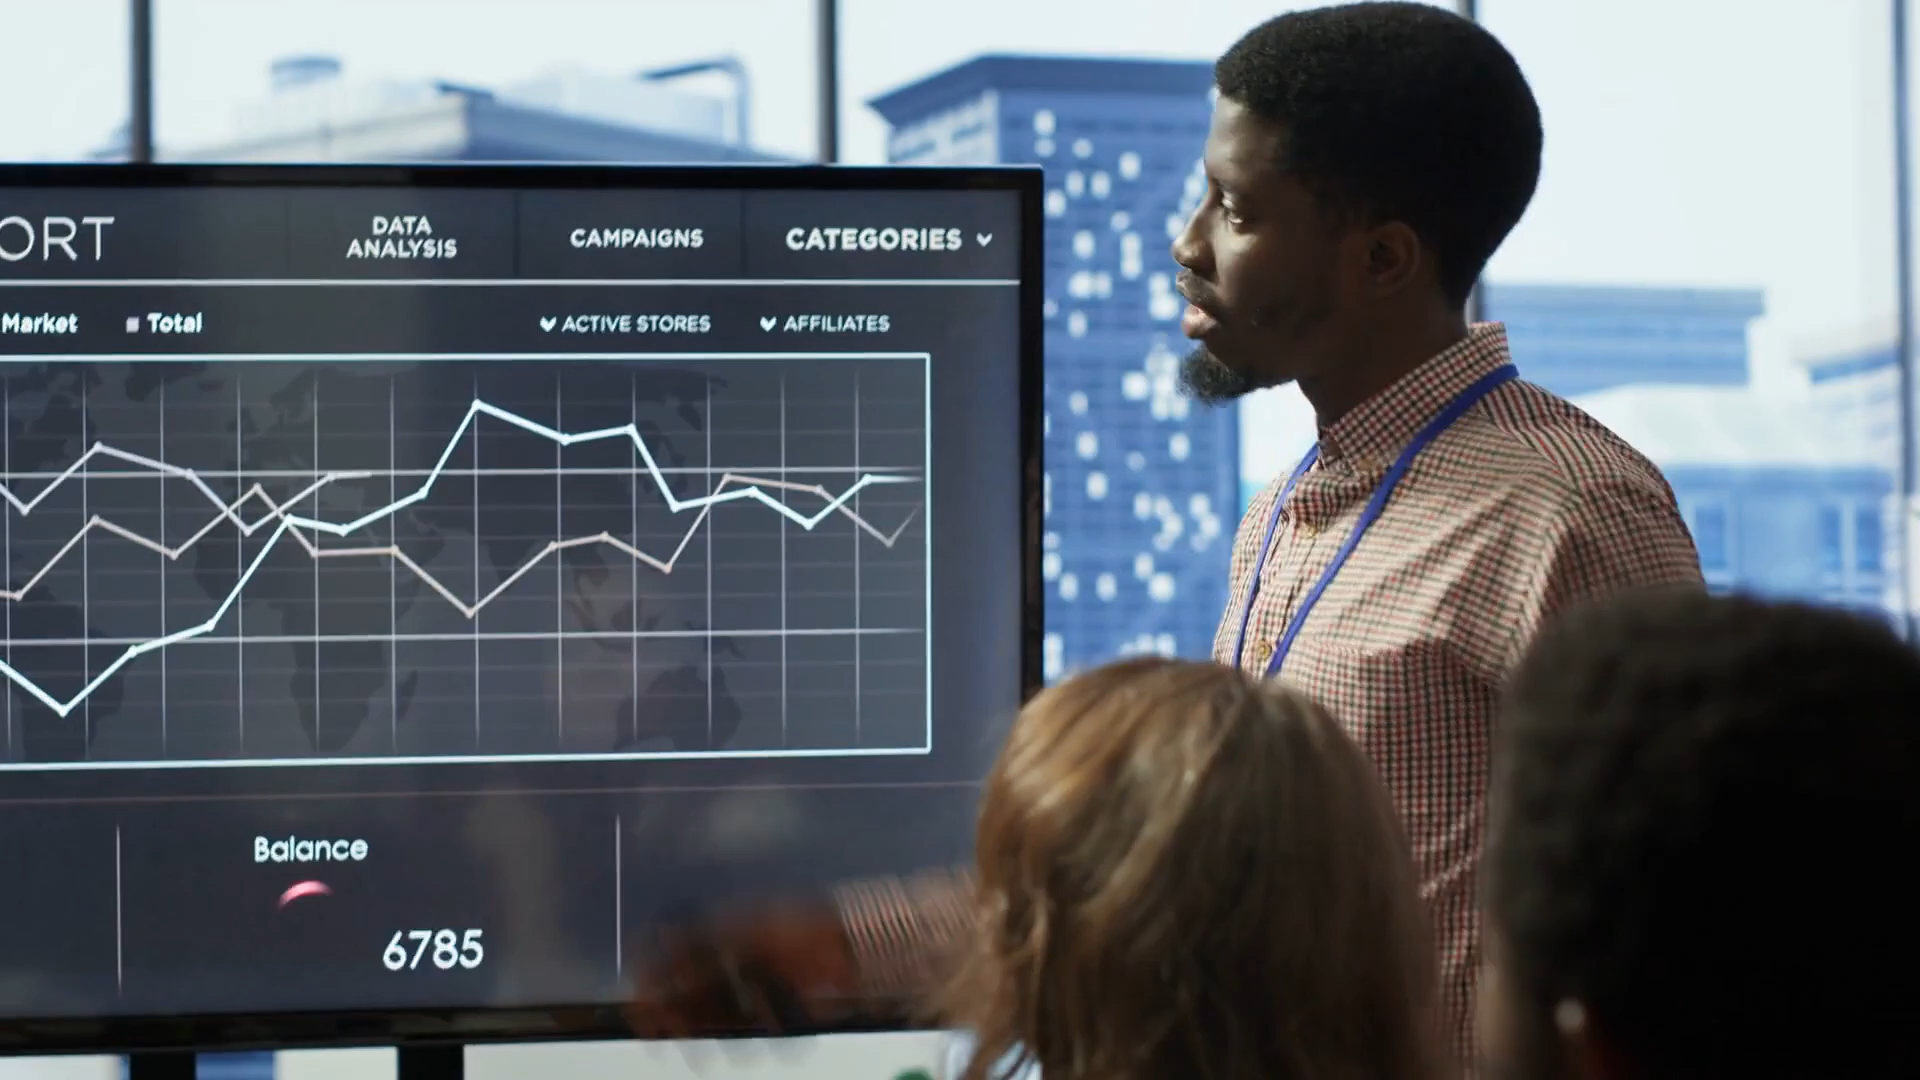 ORT
DATA
ANALYSIS
CAMPAIGNS
CATEGORIES
Market
Total
ACTIVE STORES
AFFILIATES
Balance
6785